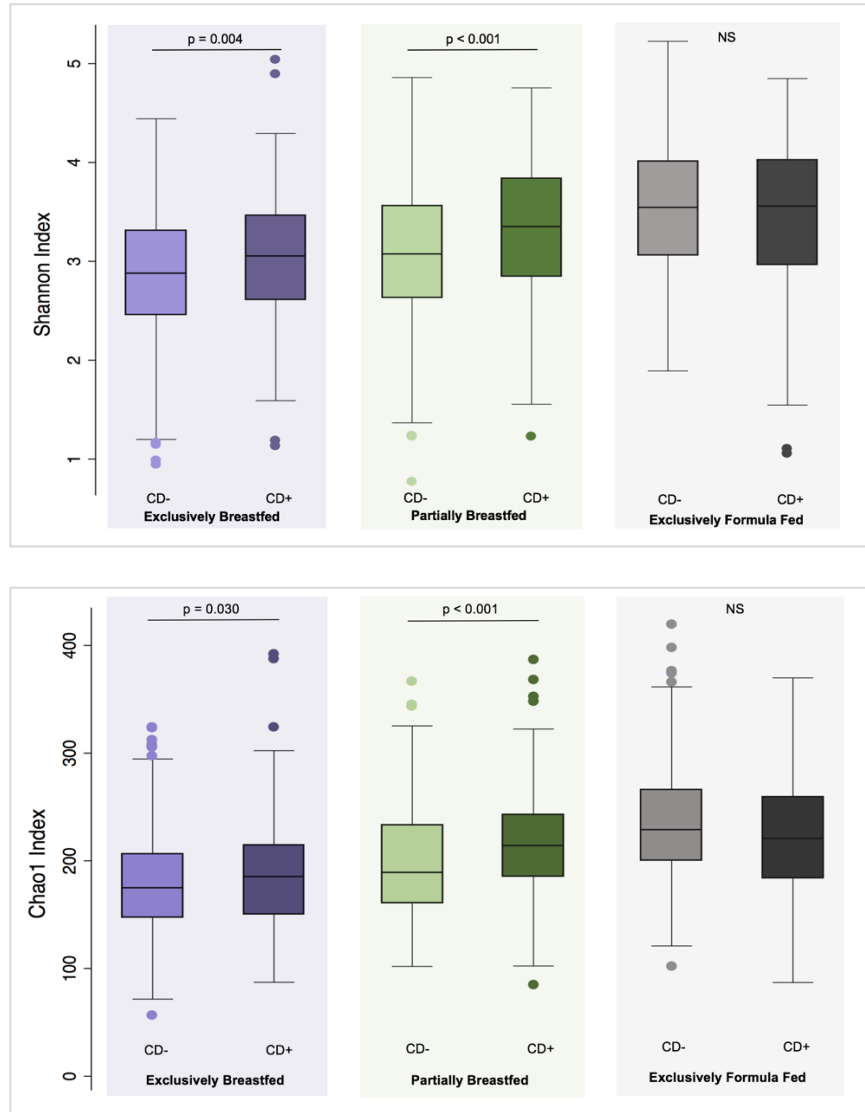 p = 0.004
p < 0.001
NS
5
4
3
2
1
Shannon Index
CD-
CD+
CD-
CD+
CD-
CD+
Exclusively Breastfed
Partially Breastfed
Exclusively Formula Fed
p = 0.030
p < 0.001
NS
400
300
200
100
0
Chao1 Index
CD-
CD+
CD-
CD+
CD-
CD+
Exclusively Breastfed
Partially Breastfed
Exclusively Formula Fed